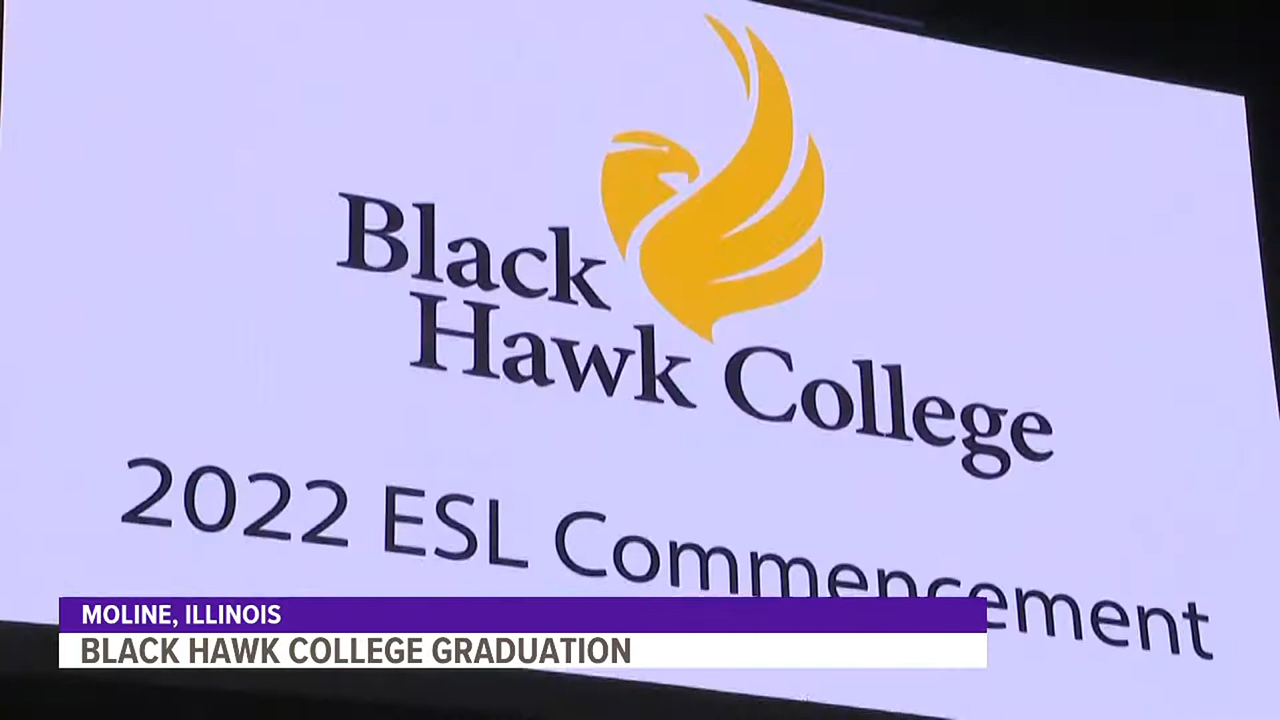 Black
Hawk College
2022 ESL Commencement
MOLINE, ILLINOIS
BLACK HAWK COLLEGE GRADUATION